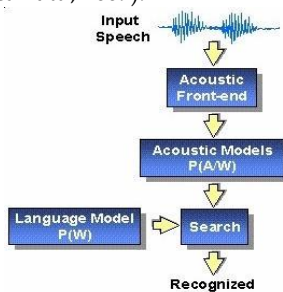 Input
Speech
Acoustic
Front-end
Acoustic Models
P(A/W)
Language Model
P(W)
Search
Recognized